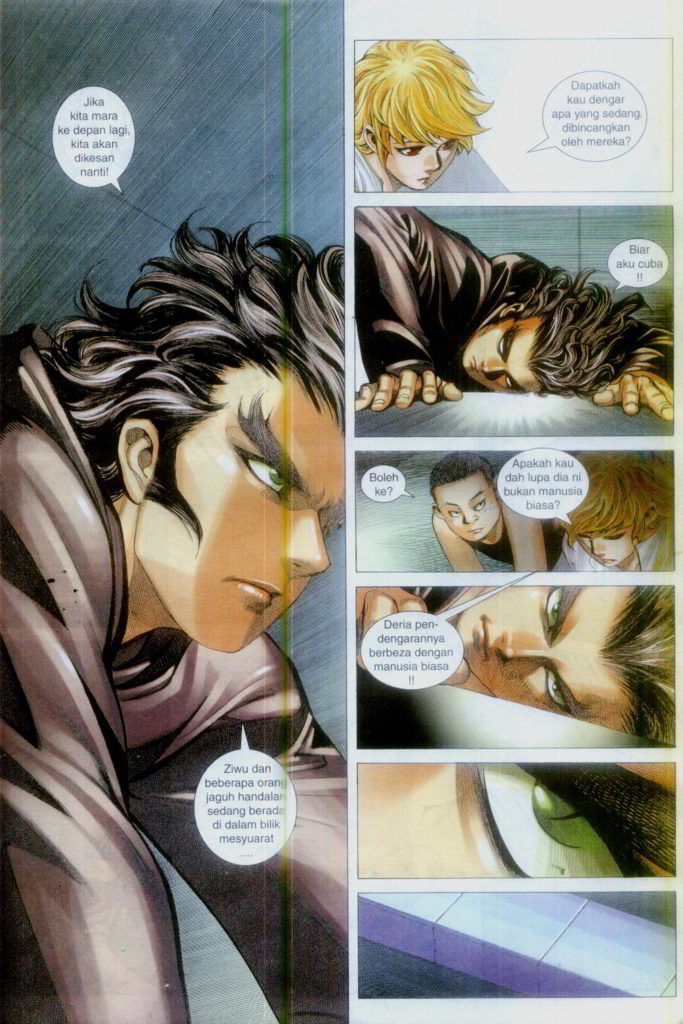 Jika
kita mara
ke depan lagi,
kita akan
dikesan
nanti!
Ziwu dan
beberapa orang
jaguh handalan
sedang berada
di dalam bilik
mesyuarat
....
Dapatkah
kau dengar
apa yang sedang
dibincangkan
oleh mereka?
Biar
aku cuba
!!
Boleh
ke?
Apakah kau
dah lupa dia ni
bukan manusia
biasa?
Deria pen-
dengarannya
berbeza dengan
manusia biasa
!!